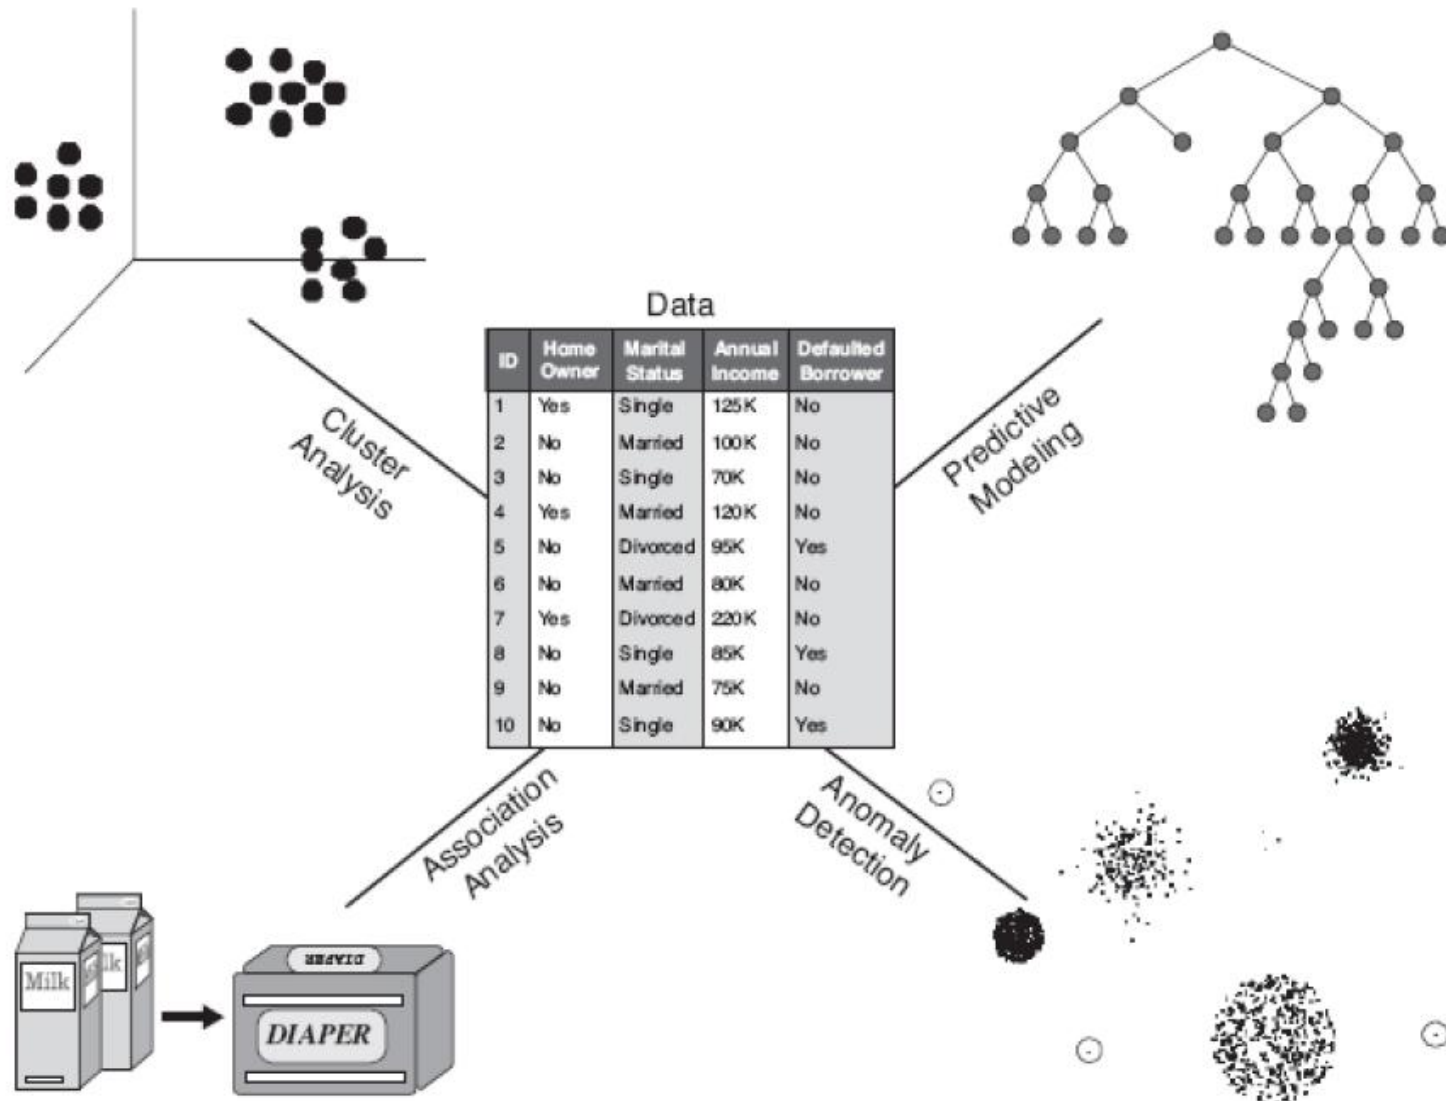 Data
ID Home Owner Marital Status Annual Income Defaulted Borrower
1 Yes Single 125K No
2 No Married 100K No
3 No Single 70K No
4 Yes Married 120K No
5 No Divorced 95K Yes
6 No Married 80K No
7 Yes Divorced 220K No
8 No Single 85K Yes
9 No Married 75K No
10 No Single 90K Yes
Cluster
Analysis
Predictive
Modeling
Association
Analysis
Anomaly
Detection
Milk
lk
DIAPER
DIAPER